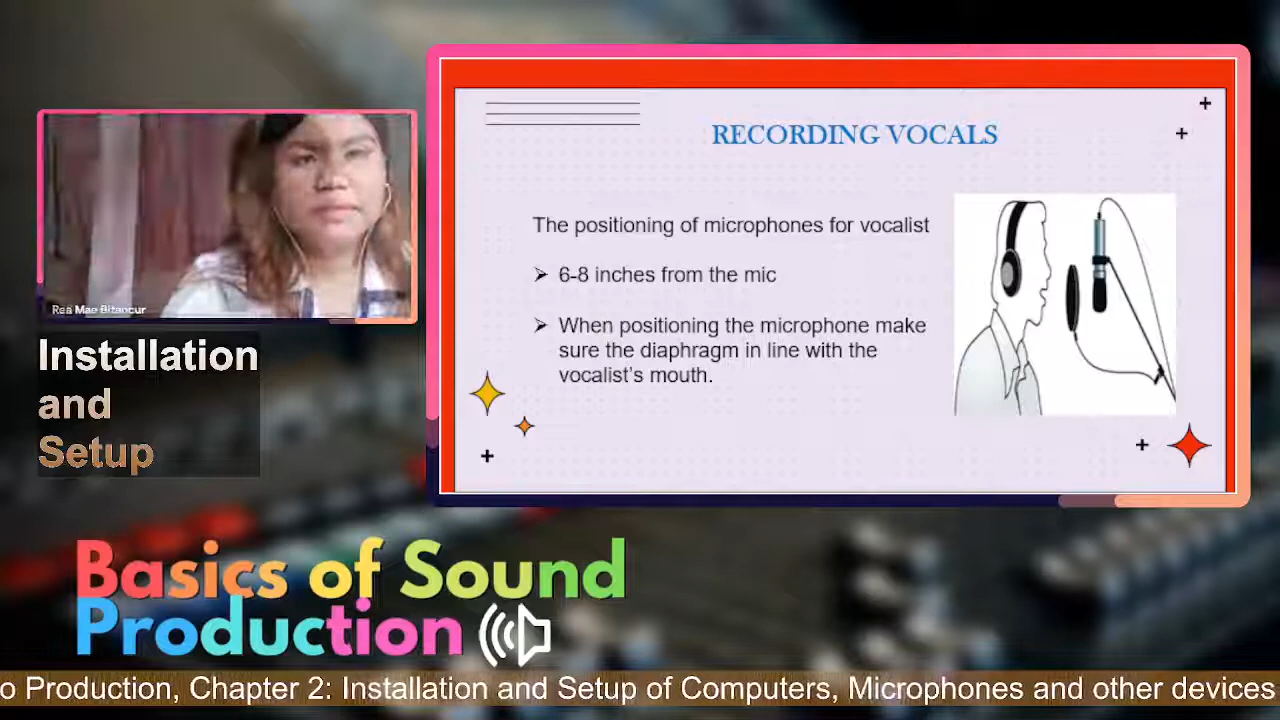 RECORDING VOCALS
The positioning of microphones for vocalist
➢ 6-8 inches from the mic
➢ When positioning the microphone make
sure the diaphragm in line with the
vocalist's mouth.
Rea Mae Bitancur
Installation
and
Setup
Basics of Sound
Production
o Production, Chapter 2: Installation and Setup of Computers, Microphones and other devices